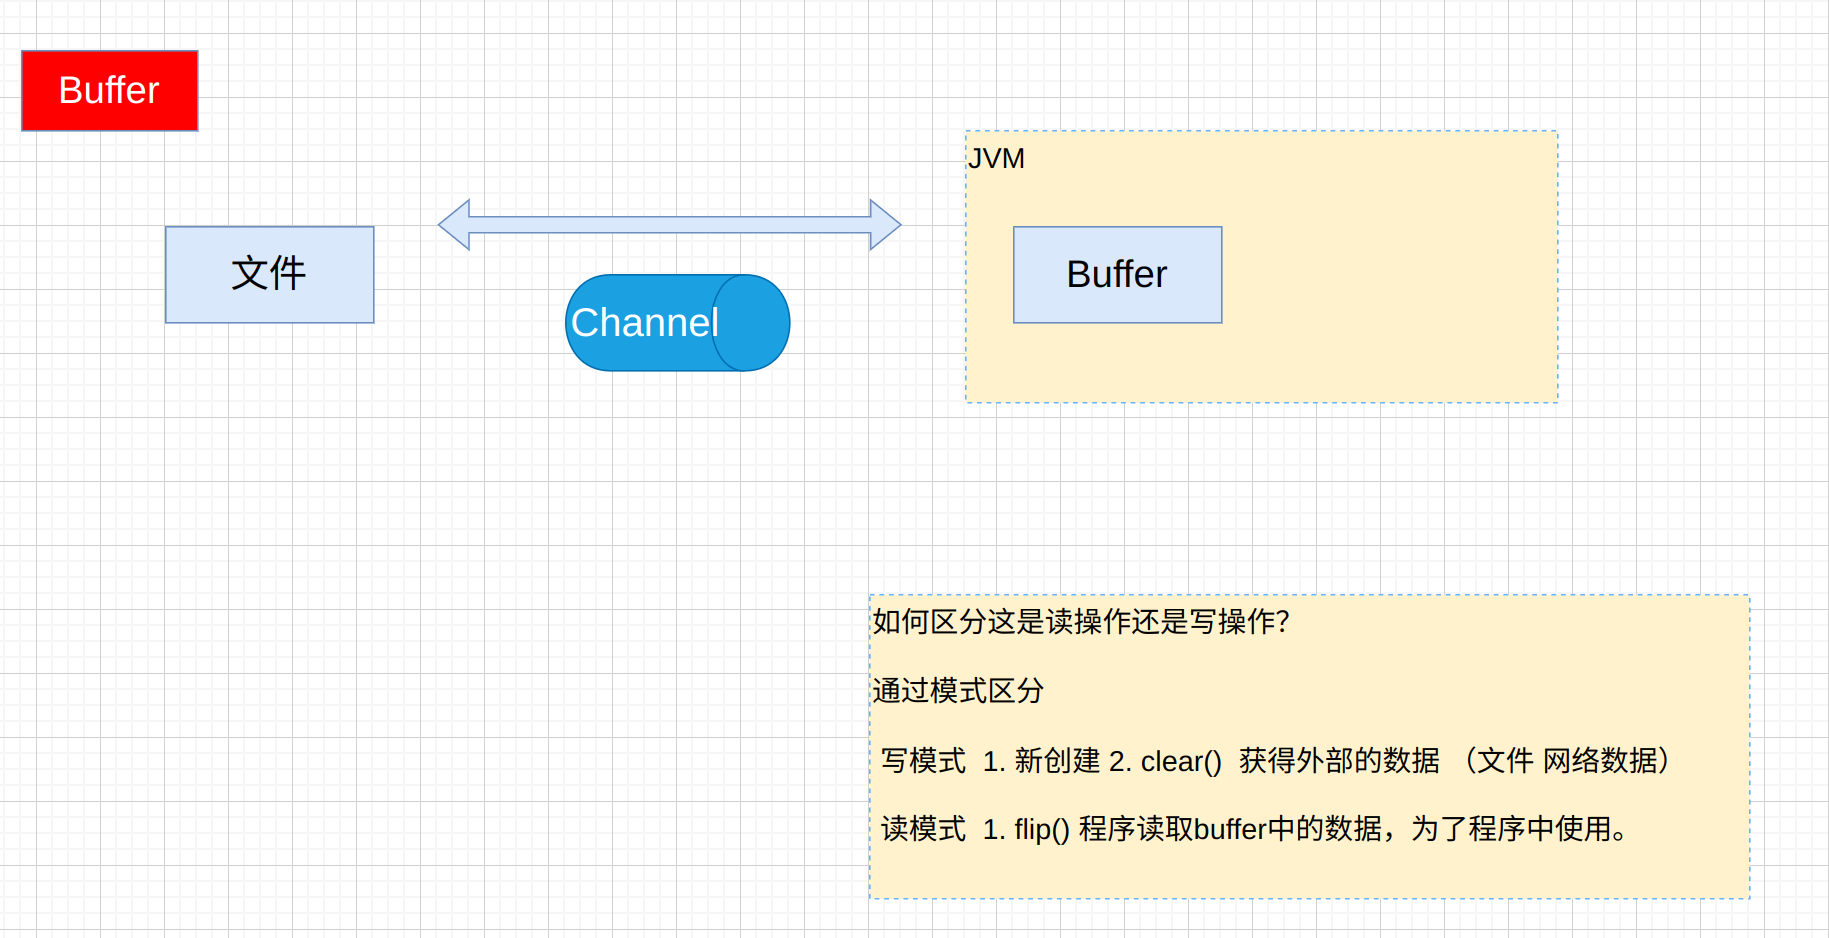 Buffer
JVM
文件
Buffer
Channel
如何区分这是读操作还是写操作？
通过模式区分
写模式  1. 新创建 2. clear()  获得外部的数据 （文件 网络数据）
读模式  1. flip() 程序读取buffer中的数据，为了程序中使用。